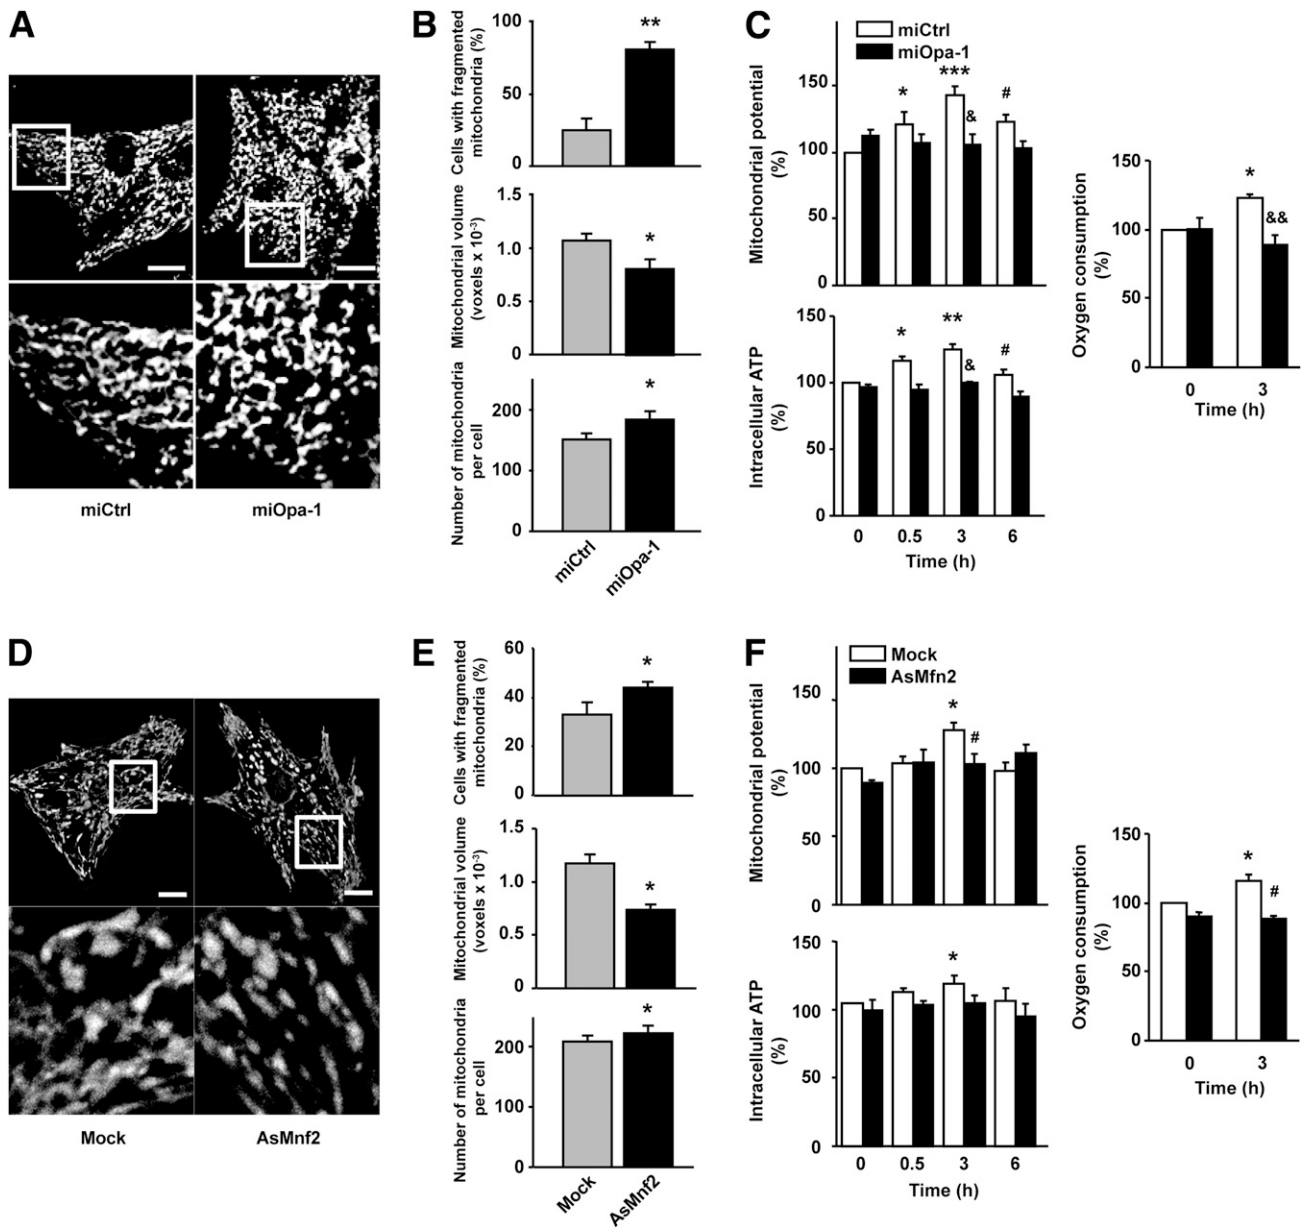 A
miCtrl
miOpa-1
B
Cells with fragmented
mitochondria (%)
100
50
0
**
Mitochondrial volume
(voxels x 10-3)
1.5
1.0
0.5
0
*
Number of mitochondria
per cell
200
100
0
*
miCtrl
miOpa-1
C
miCtrl
miOpa-1
Mitochondrial potential
(%)
150
100
50
0
*
***
&
#
Intracellular ATP
(%)
150
100
50
0
*
**
&
#
0 0.5 3 6
Time (h)
Oxygen consumption
(%)
150
100
50
0
*
&&
0 3
Time (h)
D
Mock
AsMnf2
E
Cells with fragmented
mitochondria (%)
60
40
20
0
*
Mitochondrial volume
(voxels x 10-3)
1.5
1.0
0.5
0
*
Number of mitochondria
per cell
200
100
0
*
Mock
AsMnf2
F
Mock
AsMfn2
Mitochondrial potential
(%)
150
100
50
0
*
#
Intracellular ATP
(%)
150
100
50
0
*
0 0.5 3 6
Time (h)
Oxygen consumption
(%)
150
100
50
0
*
#
0 3
Time (h)